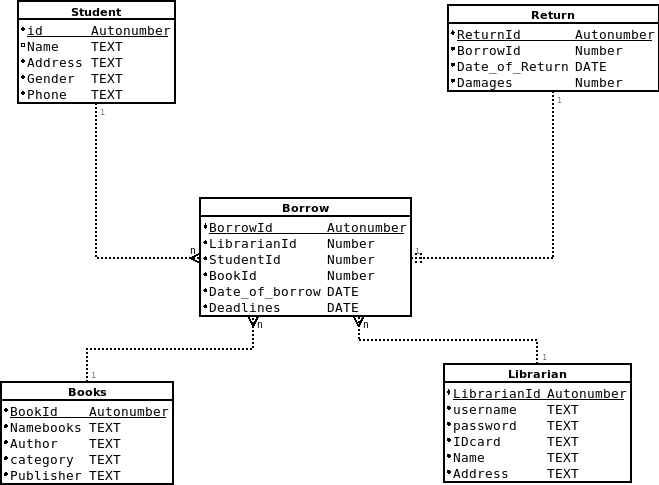 Student
id Autonumber
Name TEXT
Address TEXT
Gender TEXT
Phone TEXT
1
Return
ReturnId Autonumber
BorrowId Number
Date_of_Return DATE
Damages Number
1
Borrow
BorrowId Autonumber
LibrarianId Number
StudentId Number
BookId Number
Date_of_borrow DATE
Deadlines DATE
n
1
n
n
1
Books
BookId Autonumber
Namebooks TEXT
Author TEXT
category TEXT
Publisher TEXT
1
Librarian
LibrarianId Autonumber
username TEXT
password TEXT
IDcard TEXT
Name TEXT
Address TEXT